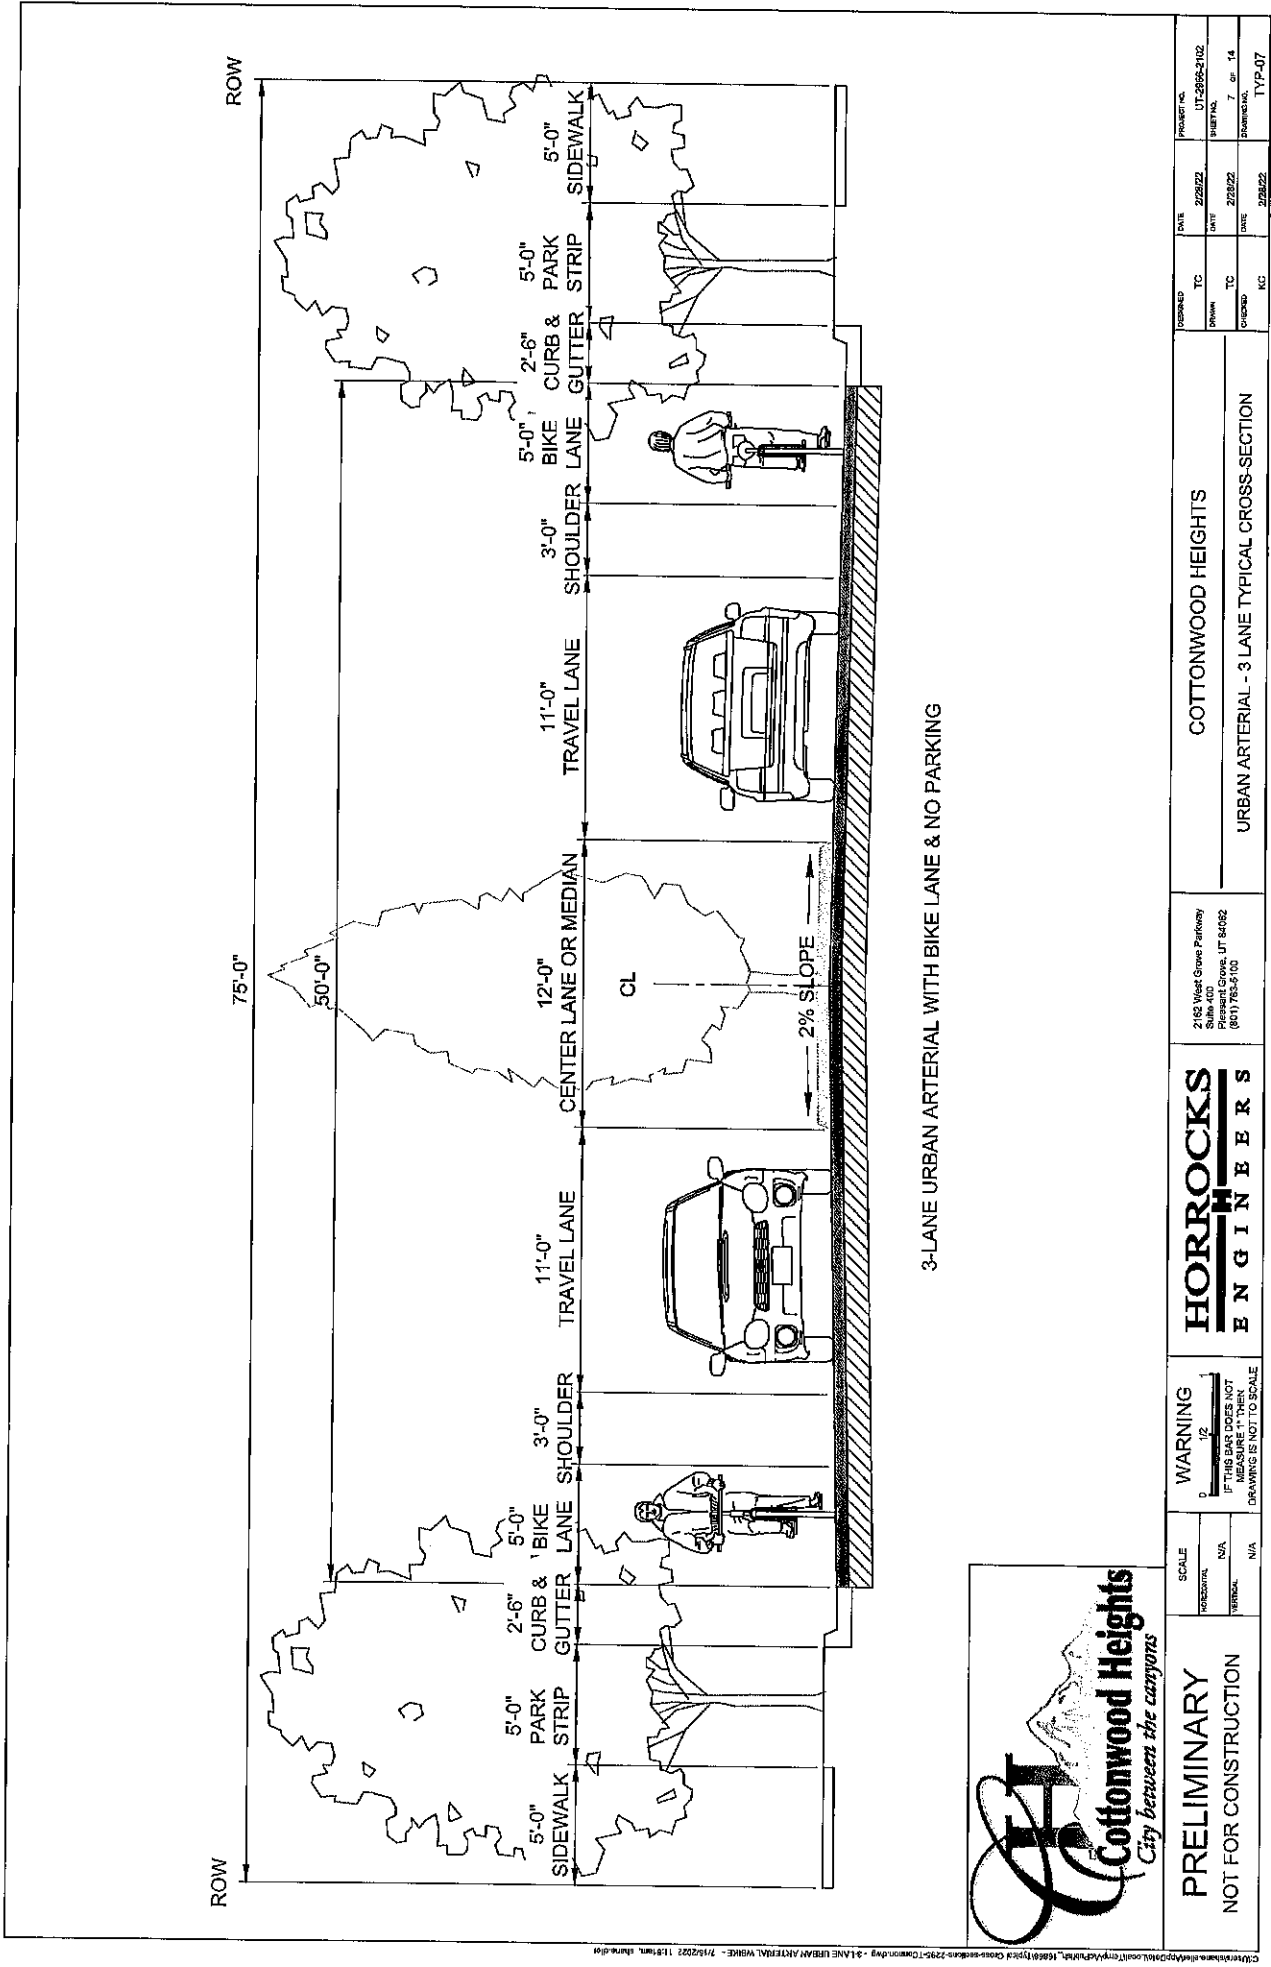 ROW
75'-0"
ROW
50'-0"
5'-0"
SIDEWALK
5'-0"
PARK
STRIP
2'-6"
CURB &
GUTTER
5'-0"
BIKE
LANE
3'-0"
SHOULDER
11'-0"
TRAVEL LANE
12'-0"
CENTER LANE OR MEDIAN
CL
2% SLOPE
11'-0"
TRAVEL LANE
3'-0"
SHOULDER
5'-0"
BIKE
LANE
2'-6"
CURB &
GUTTER
5'-0"
PARK
STRIP
5'-0"
SIDEWALK
3-LANE URBAN ARTERIAL WITH BIKE LANE & NO PARKING
Cottonwood Heights
City between the canyons
PRELIMINARY
NOT FOR CONSTRUCTION
SCALE
HORIZONTAL
N/A
VERTICAL
N/A
WARNING
0 1/2 1
IF THIS BAR DOES NOT
MEASURE 1" THEN
DRAWING IS NOT TO SCALE
HORROCKS
ENGINEERS
2162 West Grove Parkway
Suite 400
Pleasant Grove, UT 84062
(801) 763-5100
COTTONWOOD HEIGHTS
URBAN ARTERIAL - 3 LANE TYPICAL CROSS-SECTION
DESIGNED
TC
DRAWN
TC
CHECKED
KC
DATE
2/28/22
DATE
2/28/22
DATE
2/28/22
PROJECT NO.
UT-2956-2102
SHEET NO.
7 OF 14
DRAWING NO.
TYP-07